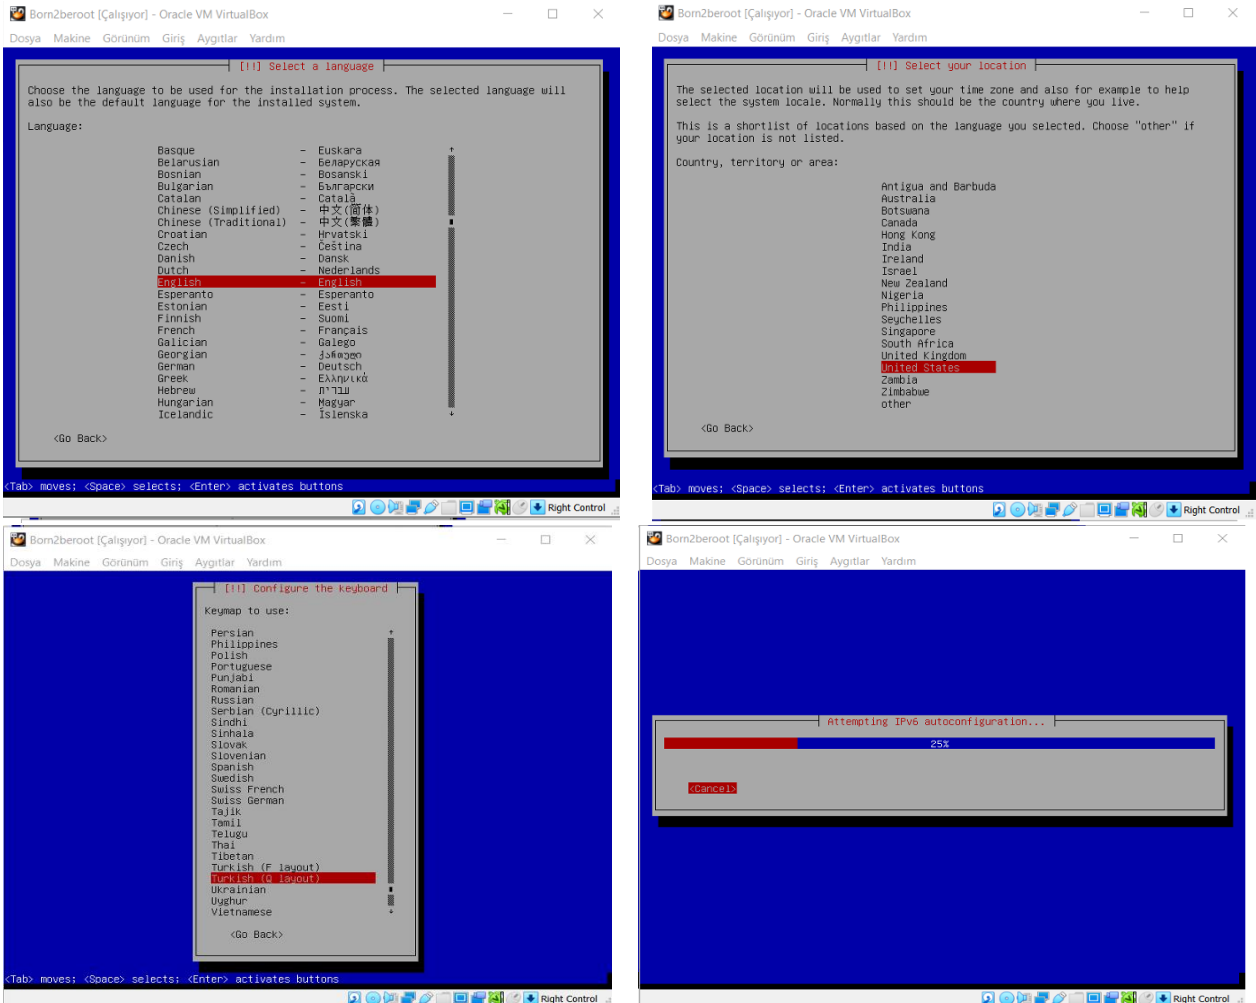 Born2beroot [Çalışıyor] - Oracle VM VirtualBox
Dosya Makine Görünüm Giriş Aygıtlar Yardım
[!!] Select a language
Choose the language to be used for the installation process. The selected language will
also be the default language for the installed system.
Language:
Basque - Euskara
Belarusian - Беларуская
Bosnian - Bosanski
Bulgarian - Български
Catalan - Català
Chinese (Simplified) - 中文(简体)
Chinese (Traditional) - 中文(繁體)
Croatian - Hrvatski
Czech - Čeština
Danish - Dansk
Dutch - Nederlands
English - English
Esperanto - Esperanto
Estonian - Eesti
Finnish - Suomi
French - Français
Galician - Galego
Georgian - ქართული
German - Deutsch
Greek - Ελληνικά
Hebrew - עברית
Hungarian - Magyar
Icelandic - Íslenska
<Go Back>
<Tab> moves; <Space> selects; <Enter> activates buttons
Right Control
Born2beroot [Çalışıyor] - Oracle VM VirtualBox
Dosya Makine Görünüm Giriş Aygıtlar Yardım
[!!] Select your location
The selected location will be used to set your time zone and also for example to help
select the system locale. Normally this should be the country where you live.
This is a shortlist of locations based on the language you selected. Choose "other" if
your location is not listed.
Country, territory or area:
Antigua and Barbuda
Australia
Botswana
Canada
Hong Kong
India
Ireland
Israel
New Zealand
Nigeria
Philippines
Seychelles
Singapore
South Africa
United Kingdom
United States
Zambia
Zimbabwe
other
<Go Back>
<Tab> moves; <Space> selects; <Enter> activates buttons
Right Control
Born2beroot [Çalışıyor] - Oracle VM VirtualBox
Dosya Makine Görünüm Giriş Aygıtlar Yardım
[!!] Configure the keyboard
Keymap to use:
Persian
Philippines
Polish
Portuguese
Punjabi
Romanian
Russian
Serbian (Cyrillic)
Sindhi
Sinhala
Slovak
Slovenian
Spanish
Swedish
Swiss French
Swiss German
Tajik
Tamil
Telugu
Thai
Tibetan
Turkish (F layout)
Turkish (Q layout)
Ukrainian
Uyghur
Vietnamese
<Go Back>
<Tab> moves; <Space> selects; <Enter> activates buttons
Right Control
Born2beroot [Çalışıyor] - Oracle VM VirtualBox
Dosya Makine Görünüm Giriş Aygıtlar Yardım
Attempting IPv6 autoconfiguration...
25%
<Cancel>
Right Control